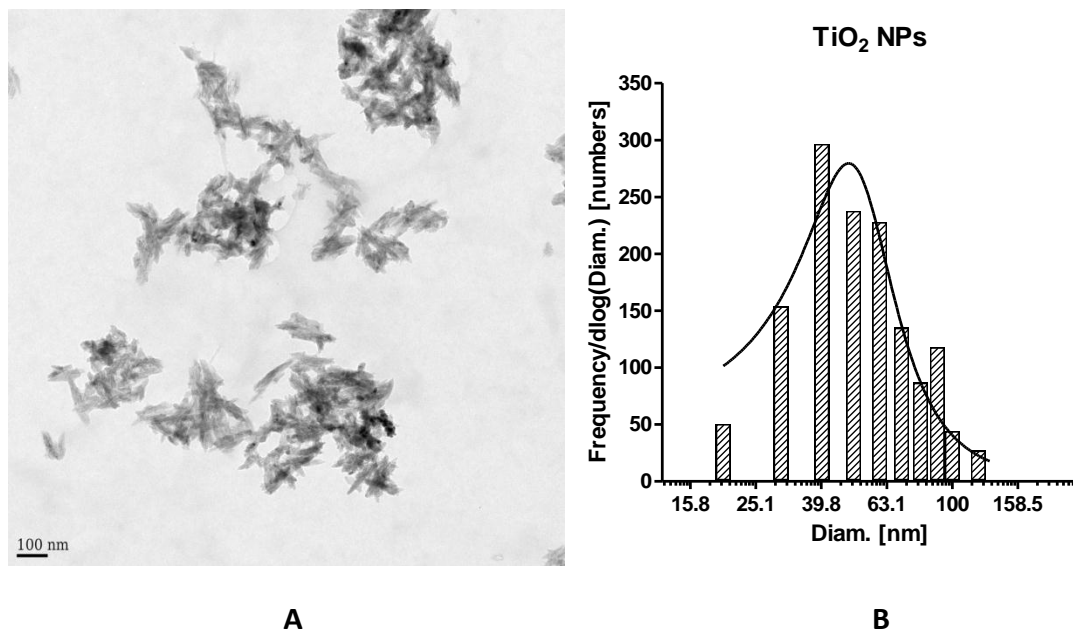 TiO₂ NPs
350
300
250
200
150
100
50
0
Frequency/dlog(Diam.) [numbers]
15.8 25.1 39.8 63.1 100 158.5
Diam. [nm]
100 nm
A B